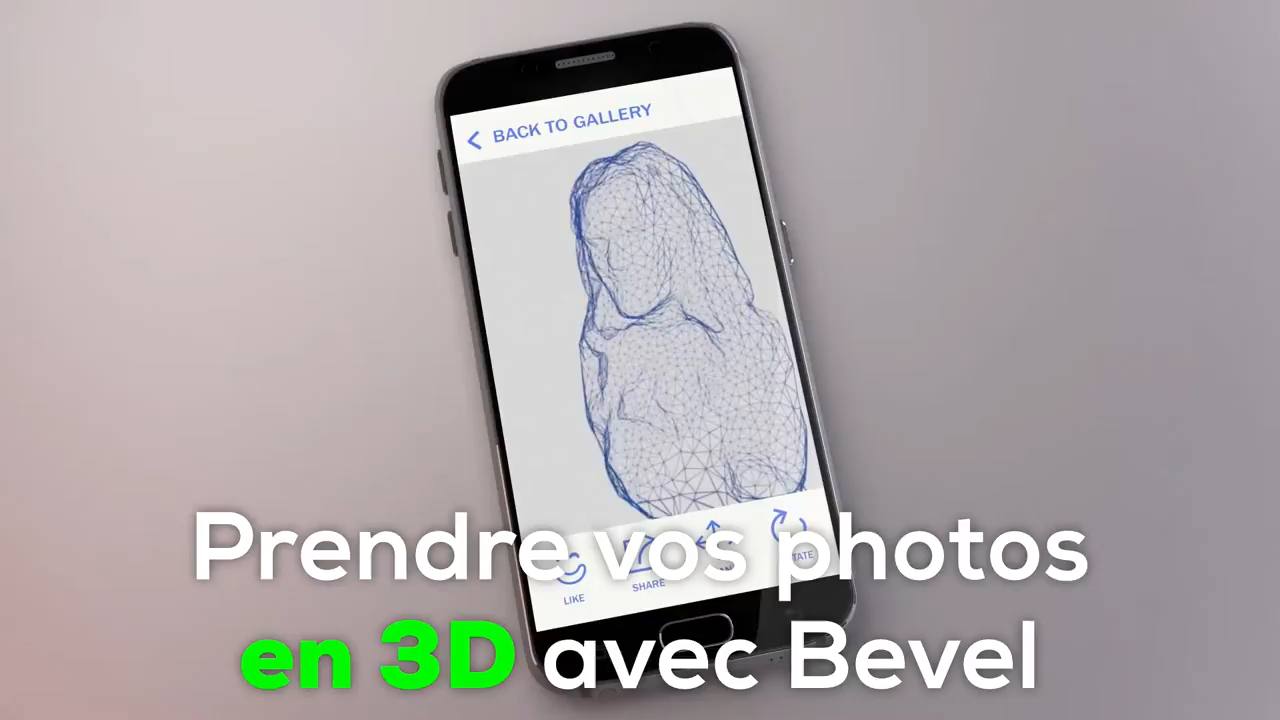 BACK TO GALLERY
Prendre vos photos
LIKE
SHARE
en 3D avec Bevel